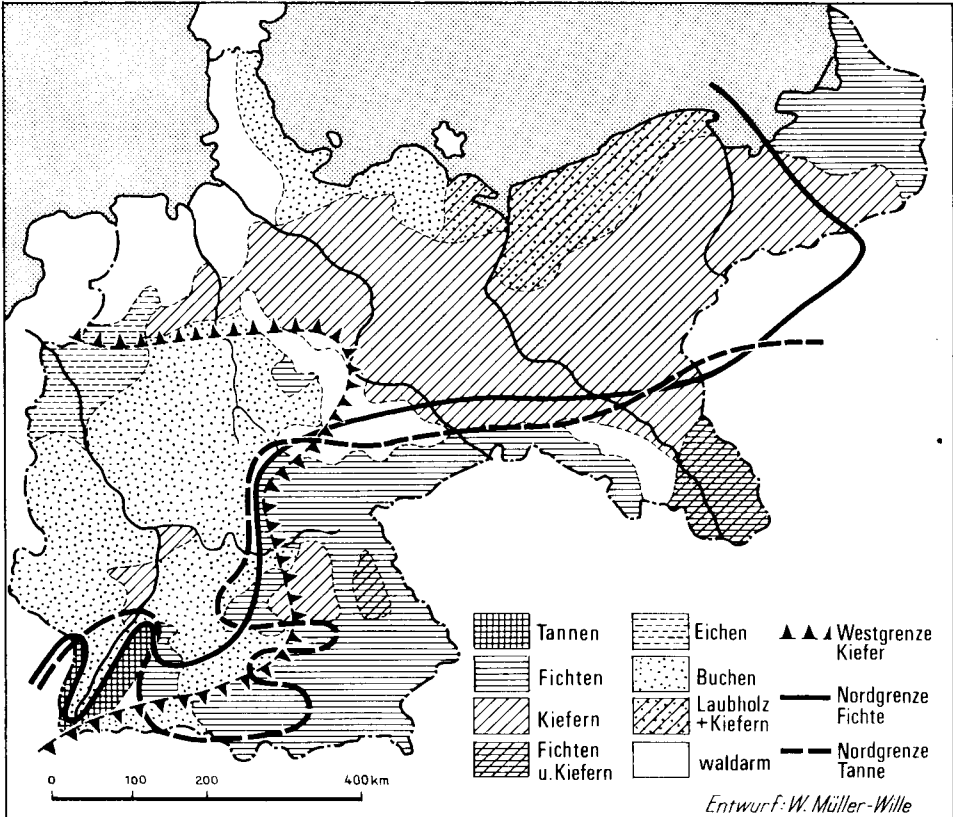 Tannen
Fichten
Kiefern
Fichten
u. Kiefern
Eichen
Buchen
Laubholz
+Kiefern
waldarm
Westgrenze
Kiefer
Nordgrenze
Fichte
Nordgrenze
Tanne
0 100 200 400 km
Entwurf: W. Müller-Wille